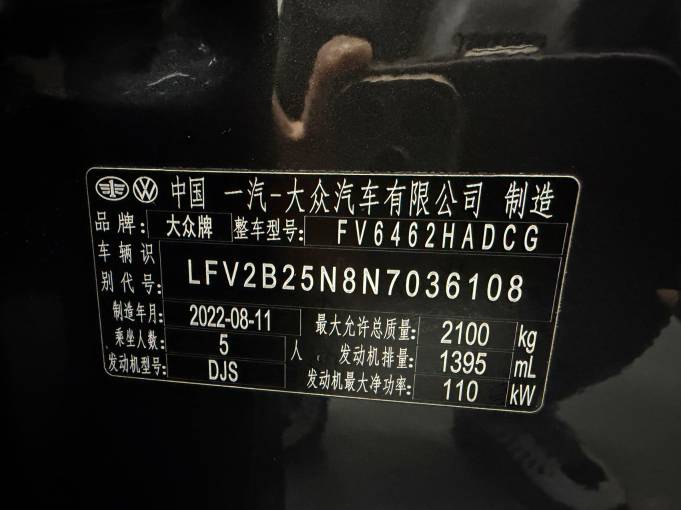 中国 一汽-大众汽车有限公司 制造
品牌: 大众牌 整车型号: FV6462HADCG
车辆识别代号: LFV2B25N8N7036108
制造年月: 2022-08-11 最大允许总质量: 2100 kg
乘坐人数: 5 人 发动机排量: 1395 mL
发动机型号: DJS 发动机最大净功率: 110 kW